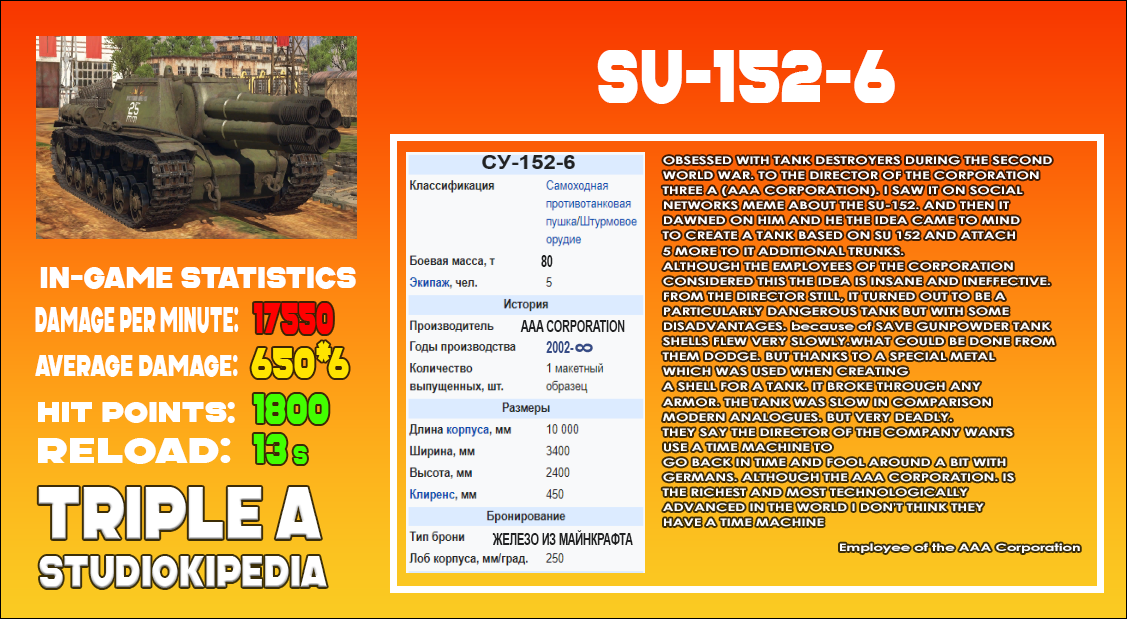 SU-152-6
25
IN-GAME STATISTICS
DAMAGE PER MINUTE: 17550
AVERAGE DAMAGE: 650*6
HIT POINTS: 1800
RELOAD: 13 s
TRIPLE A
STUDIOKIPEDIA
СУ-152-6
Классификация Самоходная
противотанковая
пушка/Штурмовое
орудие
Боевая масса, т 80
Экипаж, чел. 5
История
Производитель AAA CORPORATION
Годы производства 2002-∞
Количество 1 макетный
выпущенных, шт. образец
Размеры
Длина корпуса, мм 10 000
Ширина, мм 3400
Высота, мм 2400
Клиренс, мм 450
Бронирование
Тип брони ЖЕЛЕЗО ИЗ МАЙНКРАФТА
Лоб корпуса, мм/град. 250
OBSESSED WITH TANK DESTROYERS DURING THE SECOND
WORLD WAR. TO THE DIRECTOR OF THE CORPORATION
THREE A (AAA CORPORATION). I SAW IT ON SOCIAL
NETWORKS MEME ABOUT THE SU-152. AND THEN IT
DAWNED ON HIM AND HE THE IDEA CAME TO MIND
TO CREATE A TANK BASED ON SU 152 AND ATTACH
5 MORE TO IT ADDITIONAL TRUNKS.
ALTHOUGH THE EMPLOYEES OF THE CORPORATION
CONSIDERED THIS THE IDEA IS INSANE AND INEFFECTIVE.
FROM THE DIRECTOR STILL, IT TURNED OUT TO BE A
PARTICULARLY DANGEROUS TANK BUT WITH SOME
DISADVANTAGES. because of SAVE GUNPOWDER TANK
SHELLS FLEW VERY SLOWLY.WHAT COULD BE DONE FROM
THEM DODGE. BUT THANKS TO A SPECIAL METAL
WHICH WAS USED WHEN CREATING
A SHELL FOR A TANK. IT BROKE THROUGH ANY
ARMOR. THE TANK WAS SLOW IN COMPARISON
MODERN ANALOGUES. BUT VERY DEADLY.
THEY SAY THE DIRECTOR OF THE COMPANY WANTS
USE A TIME MACHINE TO
GO BACK IN TIME AND FOOL AROUND A BIT WITH
GERMANS. ALTHOUGH THE AAA CORPORATION. IS
THE RICHEST AND MOST TECHNOLOGICALLY
ADVANCED IN THE WORLD I DON'T THINK THEY
HAVE A TIME MACHINE
Employee of the AAA Corporation